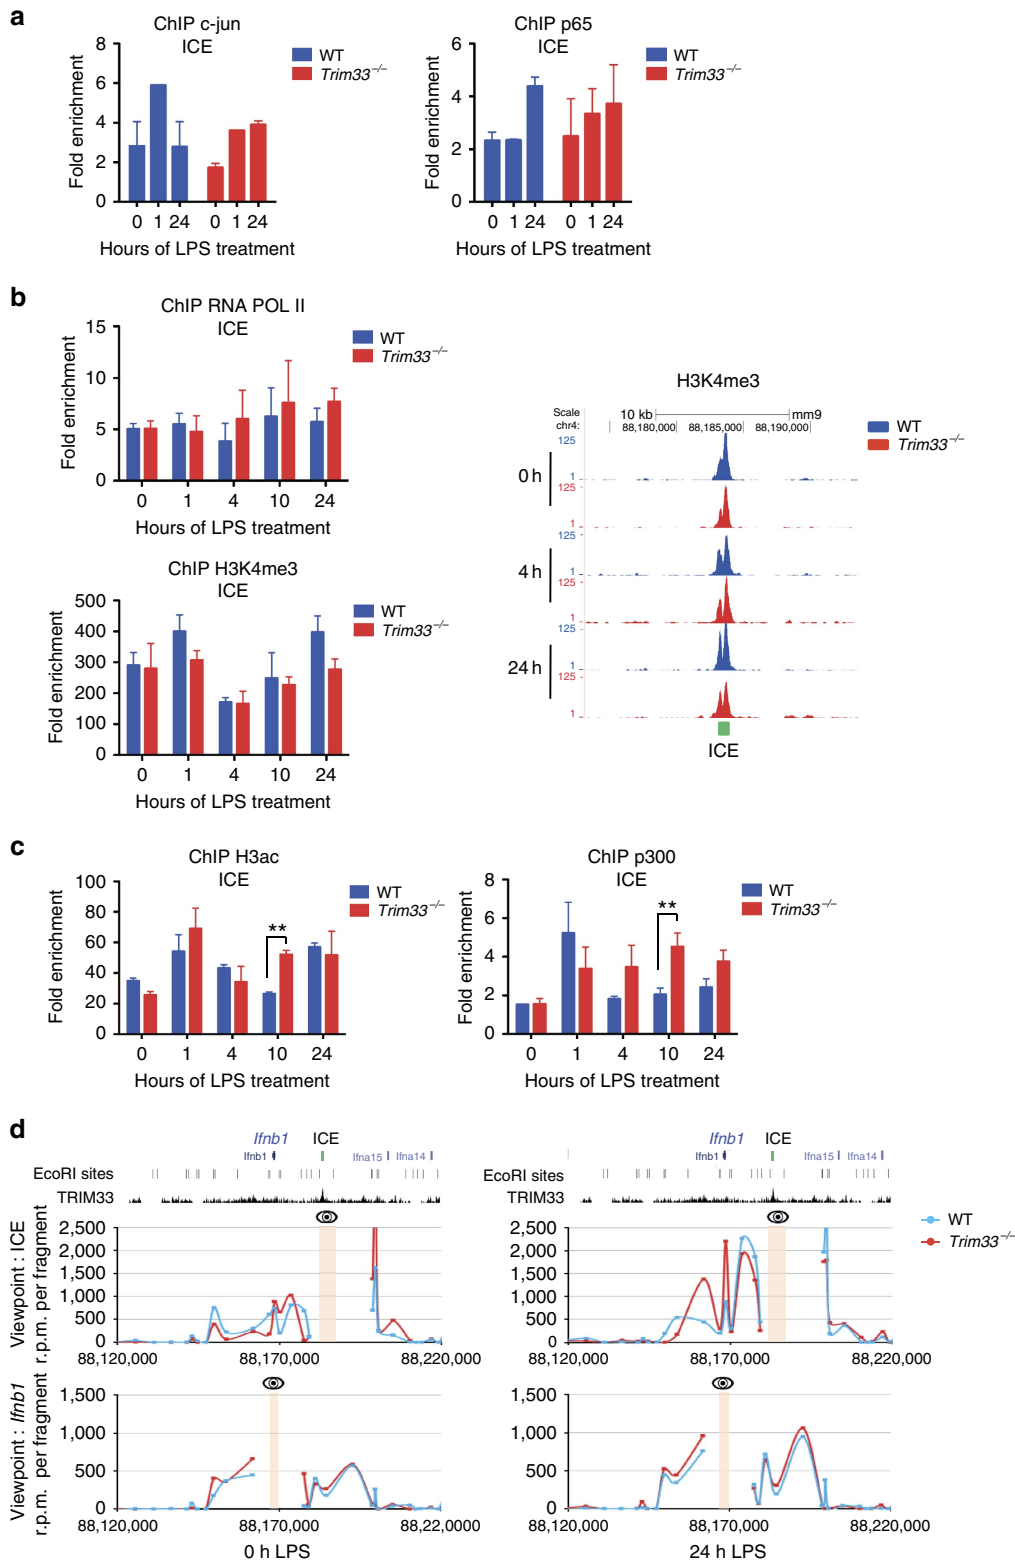 a
ChIP c-jun
ICE
8
6
4
2
0
Fold enrichment
WT
Trim33−/−
0 1 24 0 1 24
Hours of LPS treatment
ChIP p65
ICE
6
4
2
0
Fold enrichment
WT
Trim33−/−
0 1 24 0 1 24
Hours of LPS treatment
b
ChIP RNA POL II
ICE
15
10
5
0
Fold enrichment
WT
Trim33−/−
0 1 4 10 24
Hours of LPS treatment
ChIP H3K4me3
ICE
500
400
300
200
100
0
Fold enrichment
WT
Trim33−/−
0 1 4 10 24
Hours of LPS treatment
H3K4me3
Scale 10 kb mm9
chr4: 88,180,000 88,185,000 88,190,000
WT
Trim33−/−
0 h
125
1
125
1
4 h
125
1
125
1
24 h
125
1
125
1
ICE
c
ChIP H3ac
ICE
100
80
60
40
20
0
Fold enrichment
**
WT
Trim33−/−
0 1 4 10 24
Hours of LPS treatment
ChIP p300
ICE
8
6
4
2
0
Fold enrichment
**
WT
Trim33−/−
0 1 4 10 24
Hours of LPS treatment
d
Ifnb1 ICE
Ifnb1 Ifna15 Ifna14
EcoRI sites
TRIM33
Viewpoint : ICE
r.p.m. per fragment
2,500
2,000
1,500
1,000
500
0
88,120,000 88,170,000 88,220,000
Viewpoint : Ifnb1
r.p.m. per fragment
1,500
1,000
500
0
88,120,000 88,170,000 88,220,000
0 h LPS
Ifnb1 ICE
Ifnb1 Ifna15 Ifna14
EcoRI sites
TRIM33
2,500
2,000
1,500
1,000
500
0
88,120,000 88,170,000 88,220,000
WT
Trim33−/−
1,500
1,000
500
0
88,120,000 88,170,000 88,220,000
24 h LPS